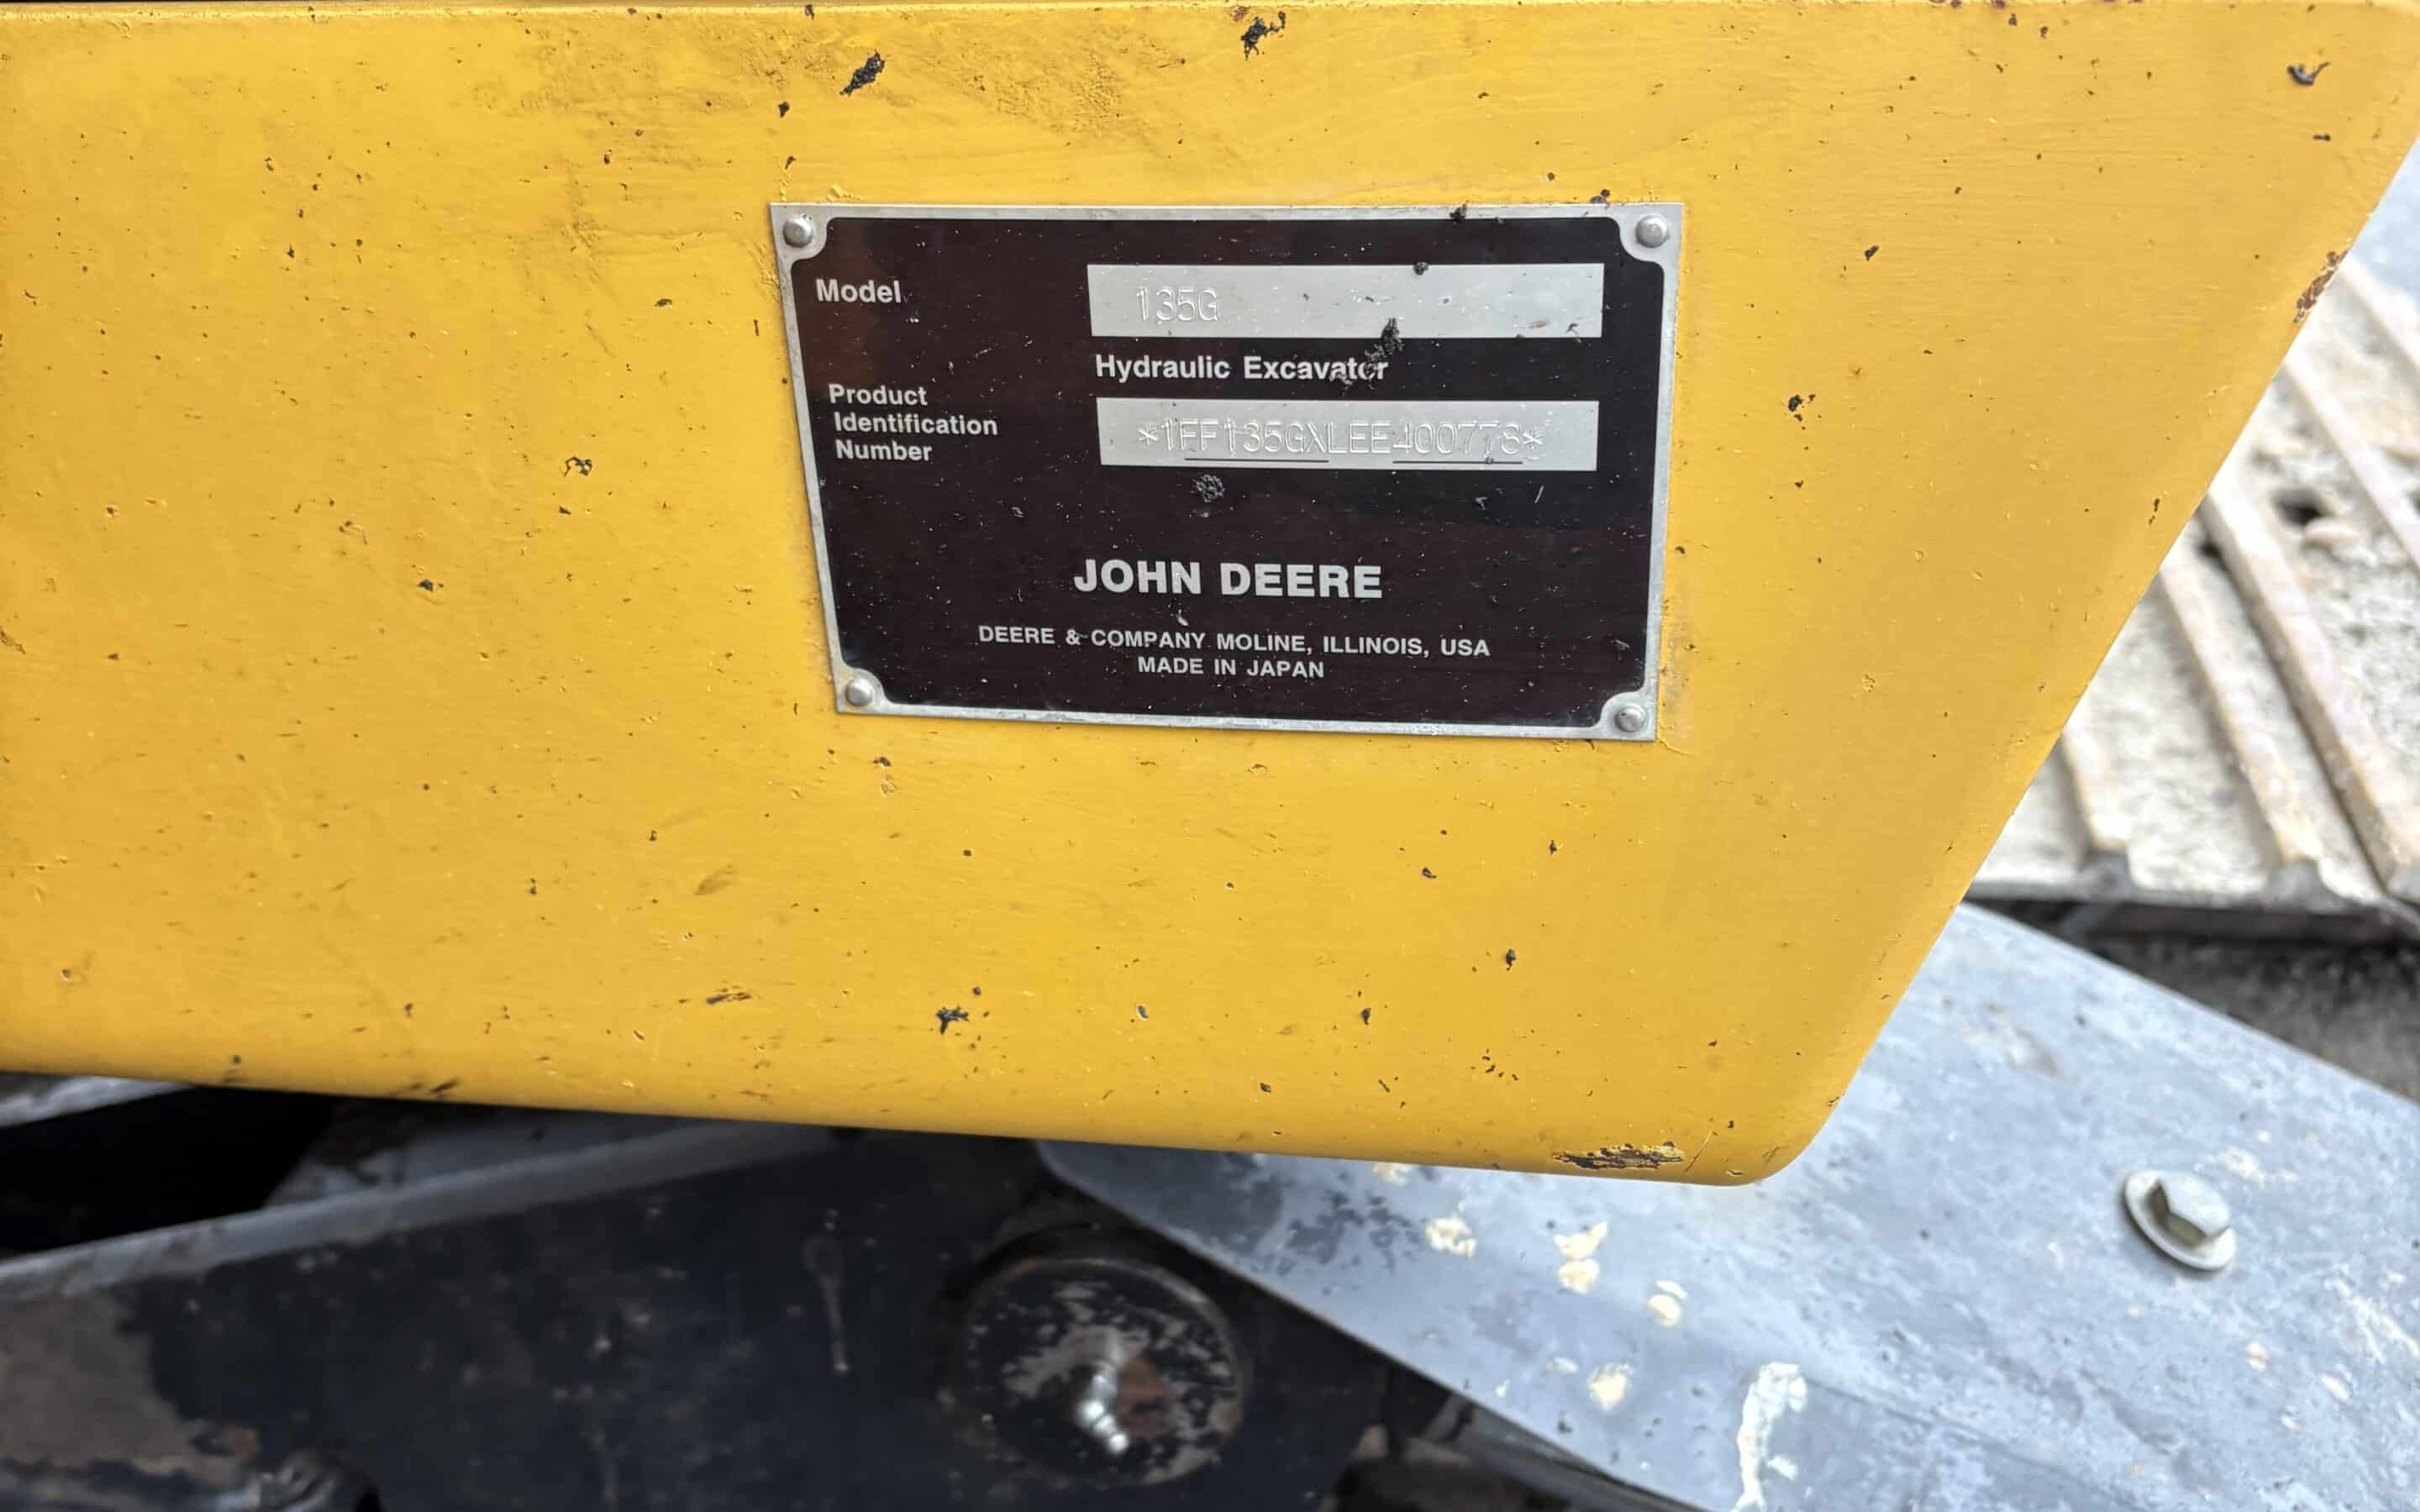 Model 135G
Hydraulic Excavator
Product
Identification
Number
*1FF135GXLEE400778*
JOHN DEERE
DEERE & COMPANY MOLINE, ILLINOIS, USA
MADE IN JAPAN